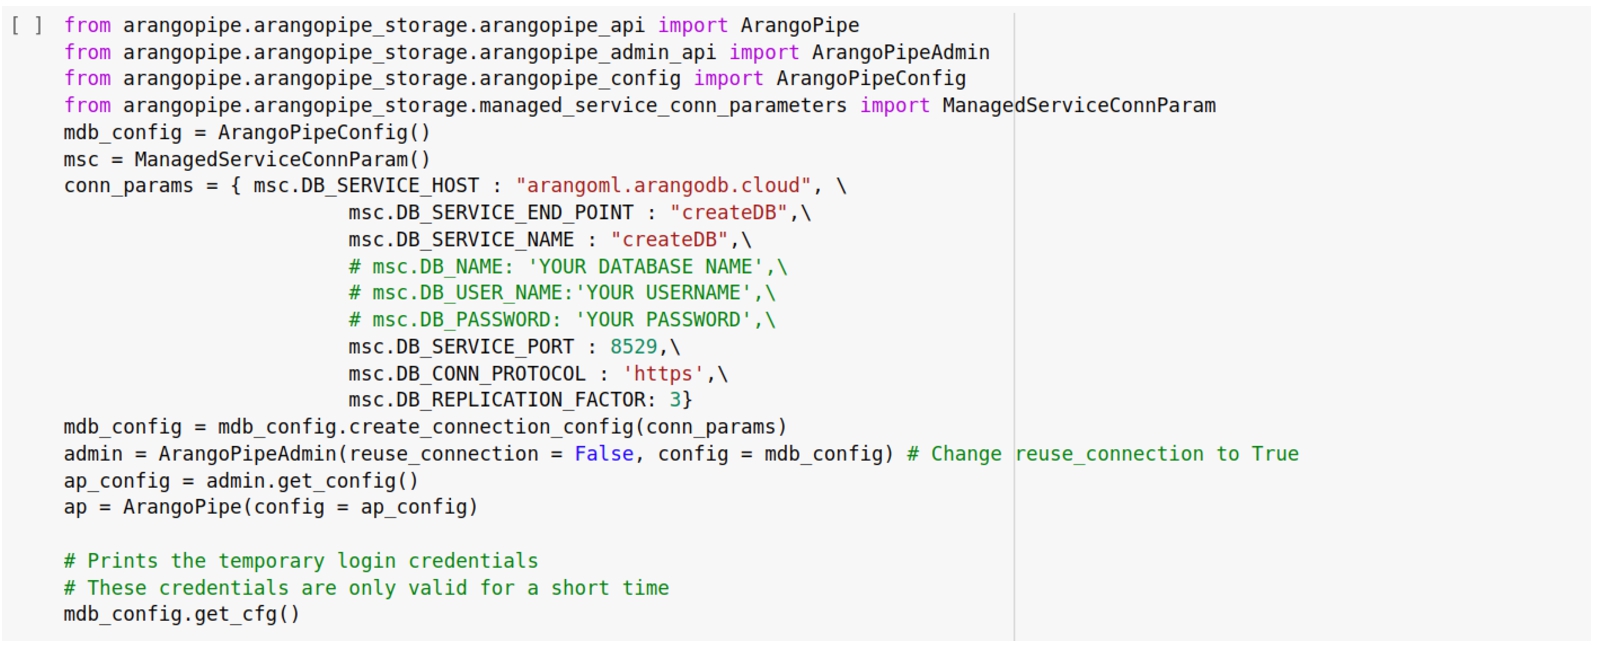 [ ] from arangopipe.arangopipe_storage.arangopipe_api import ArangoPipe
from arangopipe.arangopipe_storage.arangopipe_admin_api import ArangoPipeAdmin
from arangopipe.arangopipe_storage.arangopipe_config import ArangoPipeConfig
from arangopipe.arangopipe_storage.managed_service_conn_parameters import ManagedServiceConnParam
mdb_config = ArangoPipeConfig()
msc = ManagedServiceConnParam()
conn_params = { msc.DB_SERVICE_HOST : "arangoml.arangodb.cloud", \
                        msc.DB_SERVICE_END_POINT : "createDB",\
                        msc.DB_SERVICE_NAME : "createDB",\
                        # msc.DB_NAME: 'YOUR DATABASE NAME',\
                        # msc.DB_USER_NAME:'YOUR USERNAME',\
                        # msc.DB_PASSWORD: 'YOUR PASSWORD',\
                        msc.DB_SERVICE_PORT : 8529,\
                        msc.DB_CONN_PROTOCOL : 'https',\
                        msc.DB_REPLICATION_FACTOR: 3}
mdb_config = mdb_config.create_connection_config(conn_params)
admin = ArangoPipeAdmin(reuse_connection = False, config = mdb_config) # Change reuse_connection to True
ap_config = admin.get_config()
ap = ArangoPipe(config = ap_config)

# Prints the temporary login credentials
# These credentials are only valid for a short time
mdb_config.get_cfg()